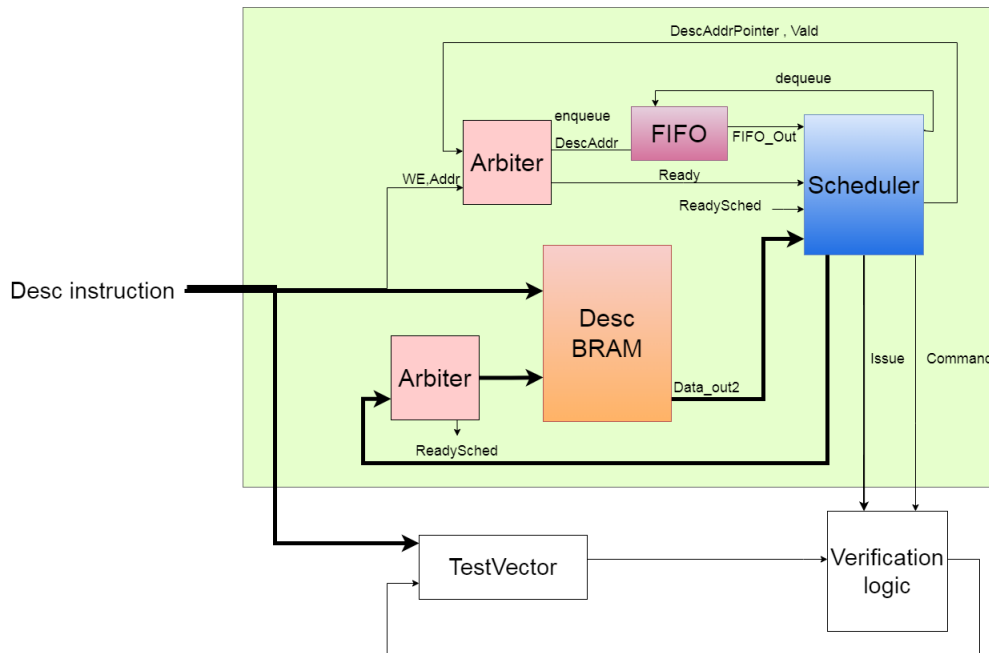 DescAddrPointer , Vald
dequeue
enqueue
FIFO
FIFO_Out
DescAddr
Arbiter
WE,Addr
Ready
Scheduler
ReadySched
Desc instruction
Desc
BRAM
Arbiter
Data_out2
Issue
Command
ReadySched
TestVector
Verification
logic